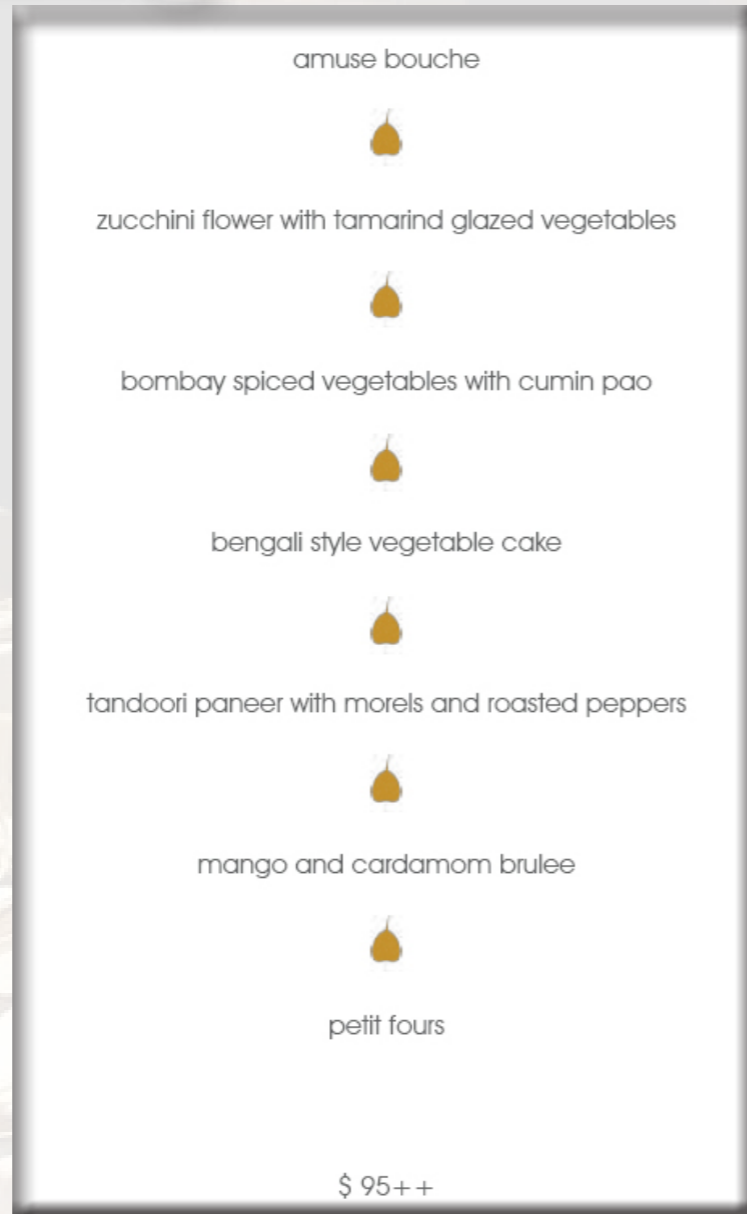 amuse bouche
zucchini flower with tamarind glazed vegetables
bombay spiced vegetables with cumin pao
bengali style vegetable cake
tandoori paneer with morels and roasted peppers
mango and cardamom brulee
petit fours
$ 95++